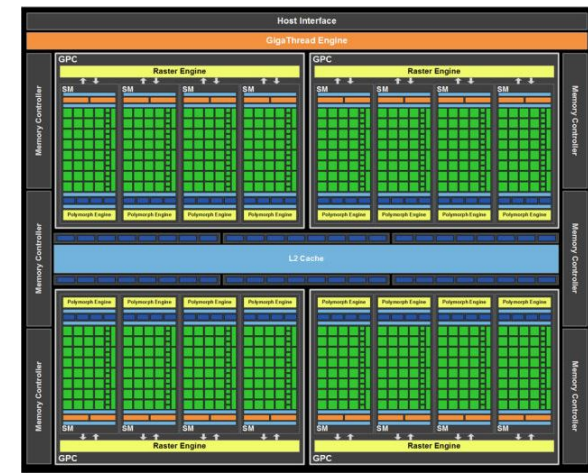 Host Interface
GigaThread Engine
GPC
GPC
Raster Engine
Raster Engine
SM SM SM SM
SM SM SM SM
Memory Controller
Memory Controller
Polymorph Engine Polymorph Engine Polymorph Engine Polymorph Engine
Polymorph Engine Polymorph Engine Polymorph Engine Polymorph Engine
Memory Controller
L2 Cache
Memory Controller
Polymorph Engine Polymorph Engine Polymorph Engine Polymorph Engine
Polymorph Engine Polymorph Engine Polymorph Engine Polymorph Engine
Memory Controller
Memory Controller
SM SM SM SM
SM SM SM SM
Raster Engine
Raster Engine
GPC
GPC